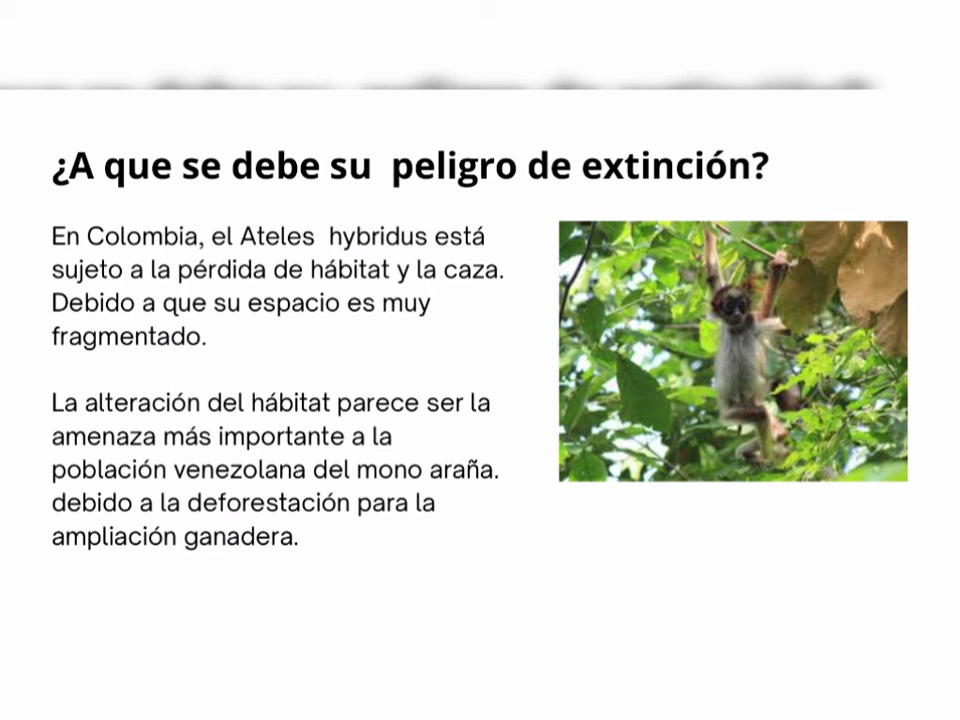 ¿A que se debe su  peligro de extinción?
En Colombia, el Ateles  hybridus está
sujeto a la pérdida de hábitat y la caza.
Debido a que su espacio es muy
fragmentado.
La alteración del hábitat parece ser la
amenaza más importante a la
población venezolana del mono araña.
debido a la deforestación para la
ampliación ganadera.